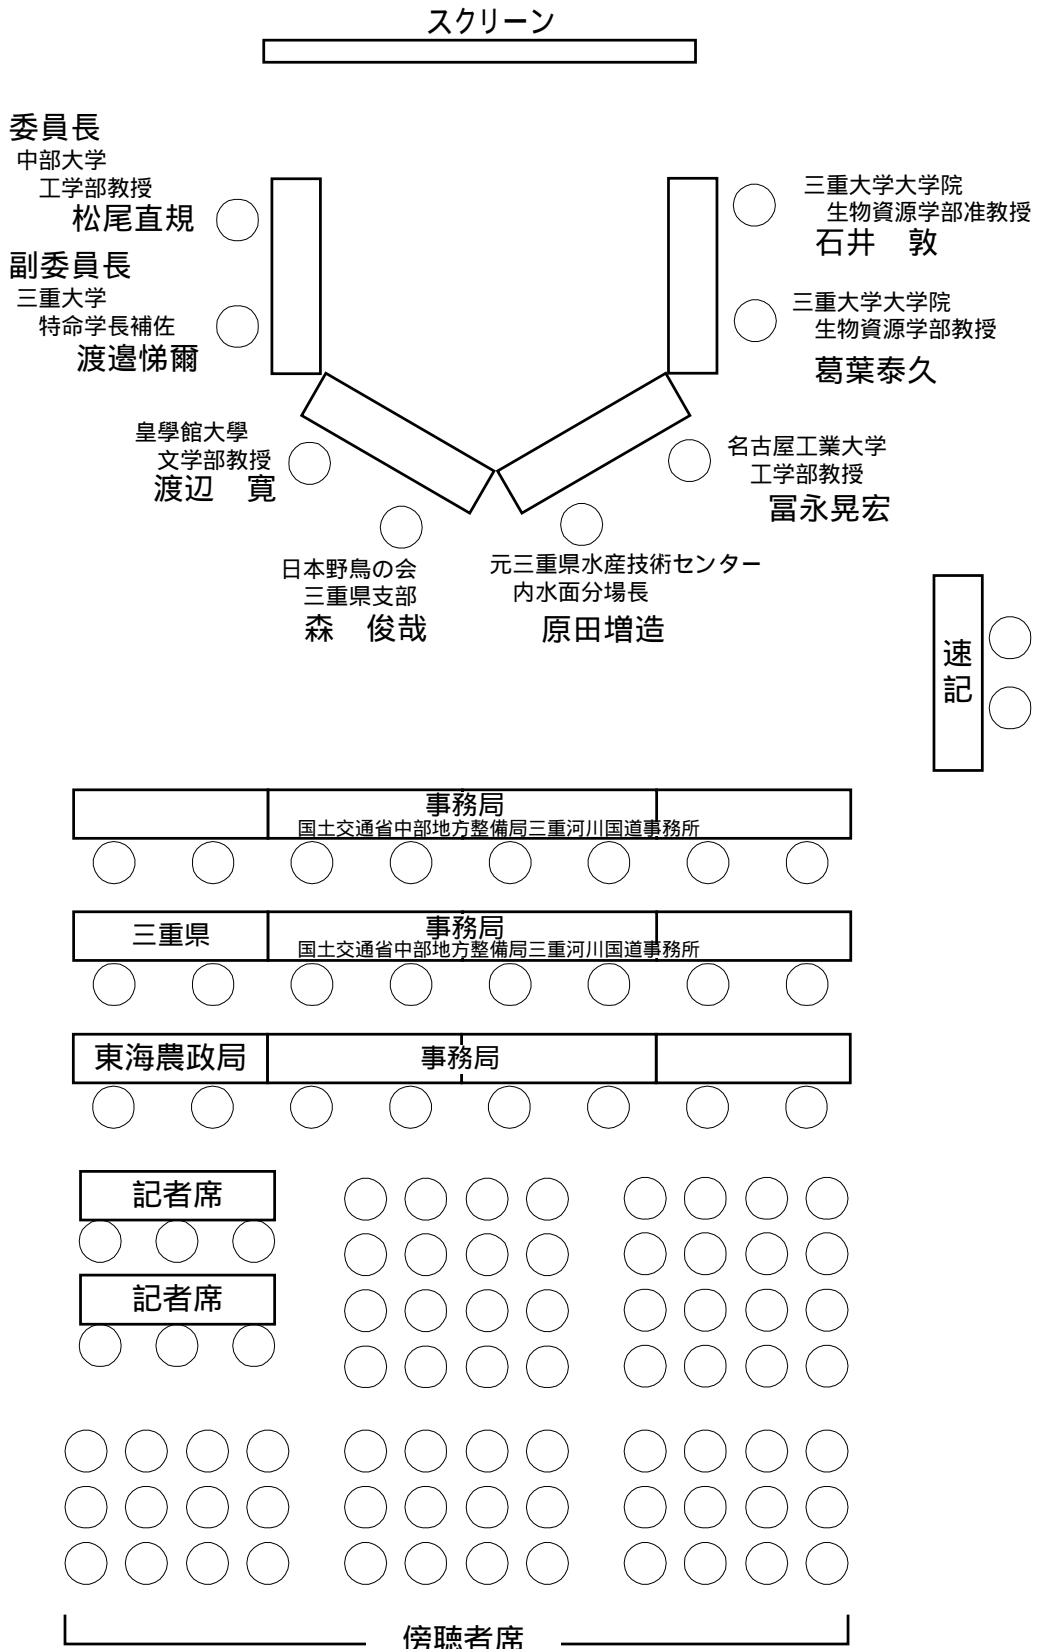 スクリーン
委員長
中部大学
工学部教授
松尾直規
副委員長
三重大学
特命学長補佐
渡邉悌爾
皇學館大學
文学部教授
渡辺　寛
日本野鳥の会
三重県支部
森　俊哉
元三重県水産技術センター
内水面分場長
原田増造
名古屋工業大学
工学部教授
冨永晃宏
三重大学大学院
生物資源学部教授
葛葉泰久
三重大学大学院
生物資源学部准教授
石井　敦
速記
事務局
国土交通省中部地方整備局三重河川国道事務所
三重県
事務局
国土交通省中部地方整備局三重河川国道事務所
東海農政局
事務局
記者席
記者席
傍聴者席